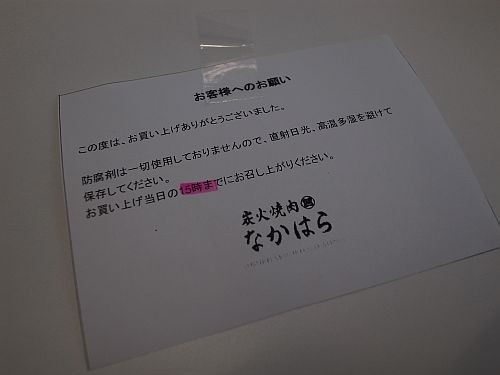 お客様へのお願い
この度は、お買い上げありがとうございました。
防腐剤は一切使用しておりませんので、直射日光、高温多湿を避けて
保存してください。
お買い上げ当日の15時までにお召し上がりください。
炭火焼肉
なかはら